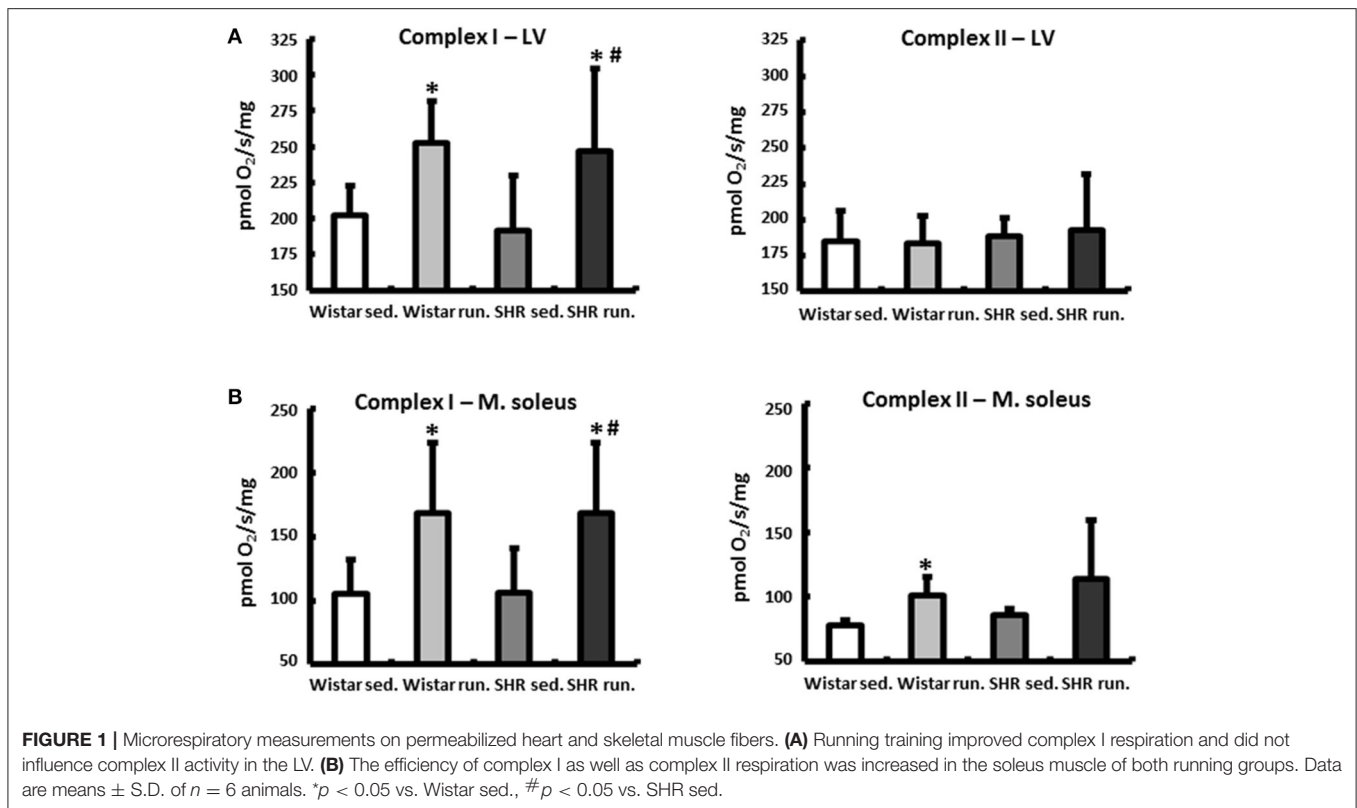 A
Complex I – LV
325
300
275
250
225
200
175
150
pmol O₂/s/mg
*
* #
Wistar sed. Wistar run. SHR sed. SHR run.
Complex II – LV
325
300
275
250
225
200
175
150
pmol O₂/s/mg
Wistar sed. Wistar run. SHR sed. SHR run.
B
Complex I – M. soleus
250
200
150
100
50
pmol O₂/s/mg
*
* #
Wistar sed. Wistar run. SHR sed. SHR run.
Complex II – M. soleus
250
200
150
100
50
pmol O₂/s/mg
*
Wistar sed. Wistar run. SHR sed. SHR run.
FIGURE 1 | Microrespiratory measurements on permeabilized heart and skeletal muscle fibers. (A) Running training improved complex I respiration and did not
influence complex II activity in the LV. (B) The efficiency of complex I as well as complex II respiration was increased in the soleus muscle of both running groups. Data
are means ± S.D. of n = 6 animals. *p < 0.05 vs. Wistar sed., #p < 0.05 vs. SHR sed.